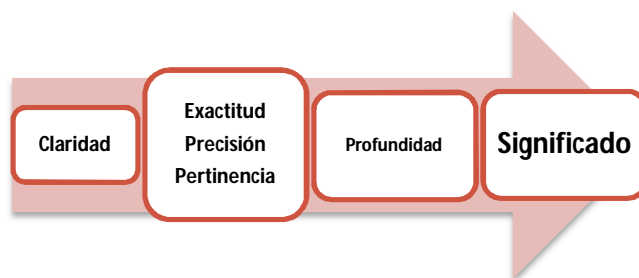 Claridad
Exactitud
Precisión
Pertinencia
Profundidad
Significado